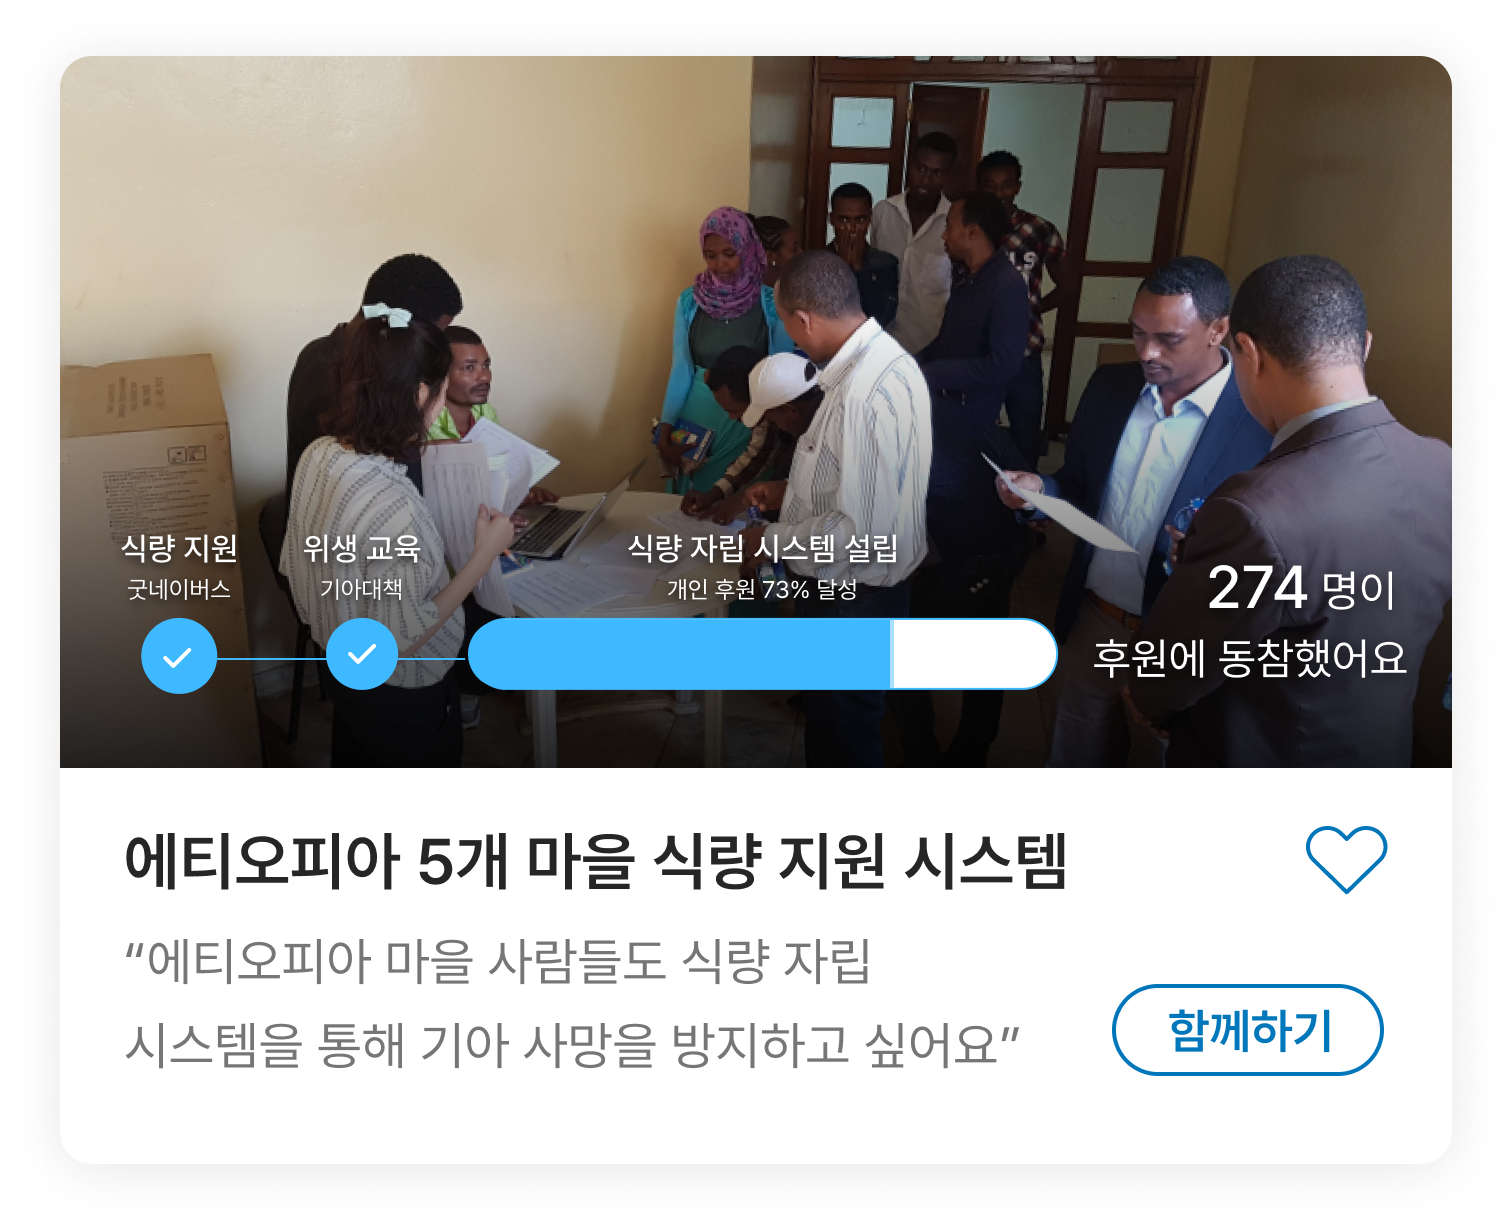 식량 지원
굿네이버스
위생 교육
기아대책
식량 자립 시스템 설립
개인 후원 73% 달성
274 명이
후원에 동참했어요
에티오피아 5개 마을 식량 지원 시스템
“에티오피아 마을 사람들도 식량 자립
시스템을 통해 기아 사망을 방지하고 싶어요”
함께하기